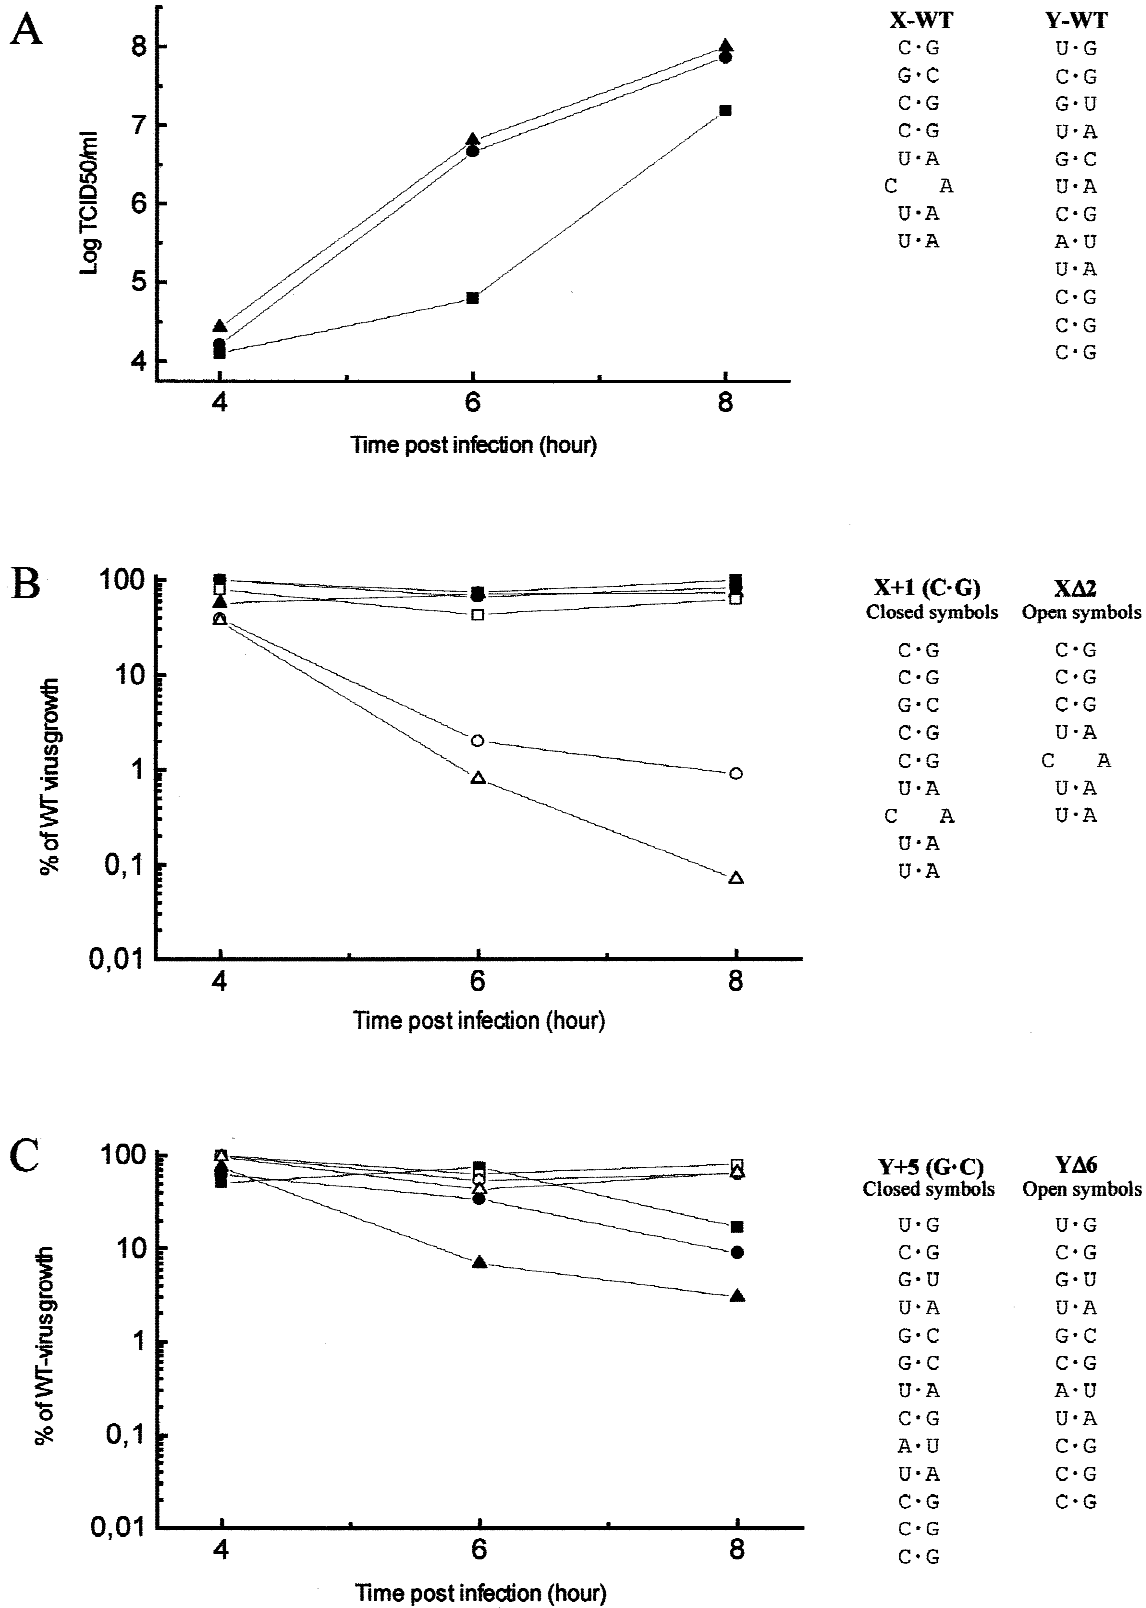 A
Log TCID50/ml
8
7
6
5
4
4 6 8
Time post infection (hour)
X-WT
C·G
G·C
C·G
C·G
U·A
C A
U·A
U·A
Y-WT
U·G
C·G
G·U
U·A
G·C
U·A
C·G
A·U
U·A
C·G
C·G
C·G
B
% of WT virusgrowth
100
10
1
0,1
0,01
4 6 8
Time post infection (hour)
X+1 (C·G)
Closed symbols
C·G
C·G
G·C
C·G
C·G
U·A
C A
U·A
U·A
XΔ2
Open symbols
C·G
C·G
C·G
U·A
C A
U·A
U·A
C
% of WT-virusgrowth
100
10
1
0,1
0,01
4 6 8
Time post infection (hour)
Y+5 (G·C)
Closed symbols
U·G
C·G
G·U
U·A
G·C
G·C
U·A
C·G
A·U
U·A
C·G
C·G
C·G
YΔ6
Open symbols
U·G
C·G
G·U
U·A
G·C
C·G
A·U
U·A
C·G
C·G
C·G